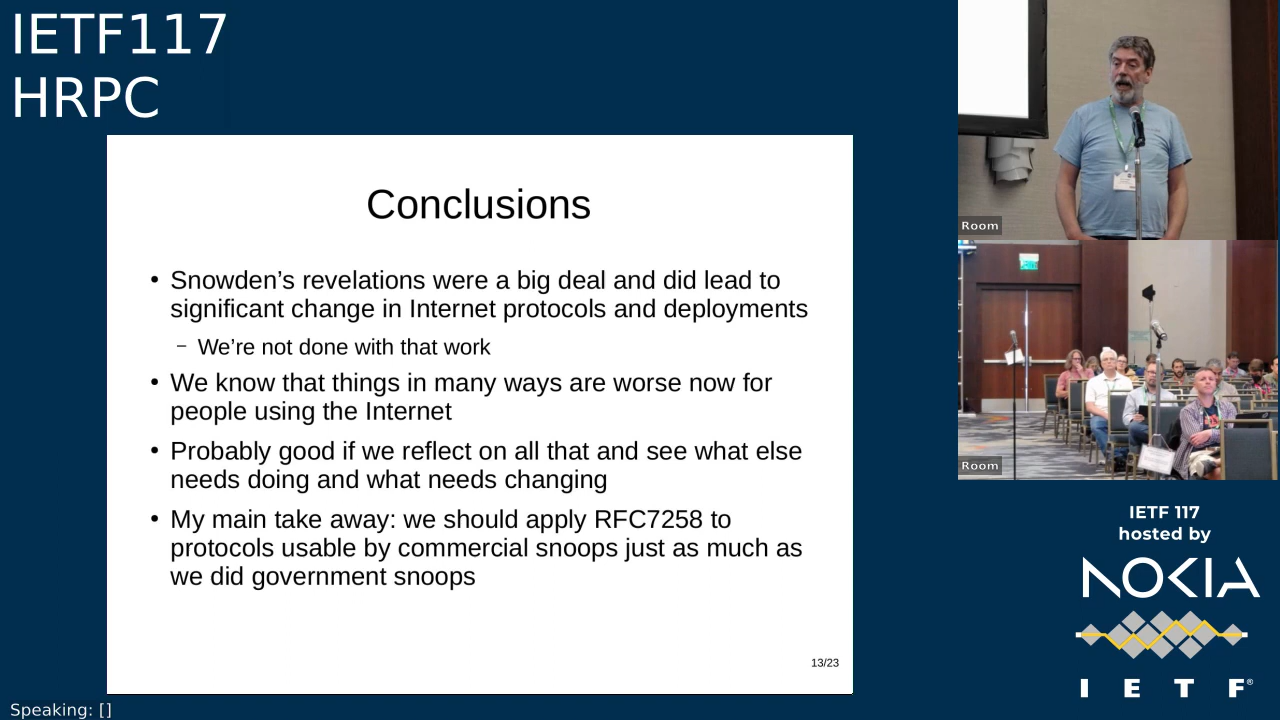 IETF117
HRPC
Conclusions
• Snowden’s revelations were a big deal and did lead to
significant change in Internet protocols and deployments
– We’re not done with that work
• We know that things in many ways are worse now for
people using the Internet
• Probably good if we reflect on all that and see what else
needs doing and what needs changing
• My main take away: we should apply RFC7258 to
protocols usable by commercial snoops just as much as
we did government snoops
13/23
Speaking: []
Room
Room
IETF 117
hosted by
NOKIA
I E T F®